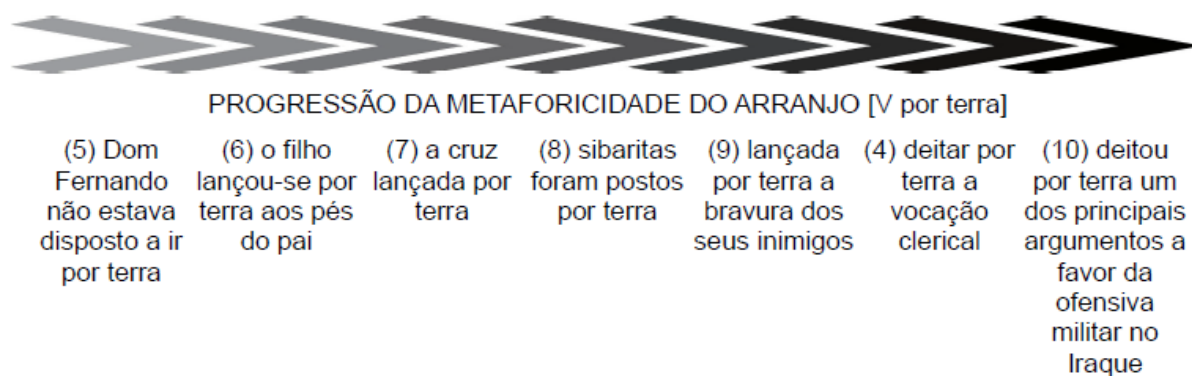 PROGRESSÃO DA METAFORICIDADE DO ARRANJO [V por terra]
(5) Dom
Fernando
não estava
disposto a ir
por terra
(6) o filho
lançou-se por
terra aos pés
do pai
(7) a cruz
lançada por
terra
(8) sibaritas
foram postos
por terra
(9) lançada
por terra a
bravura dos
seus inimigos
(4) deitar por
terra a
vocação
clerical
(10) deitou
por terra um
dos principais
argumentos a
favor da
ofensiva
militar no
Iraque